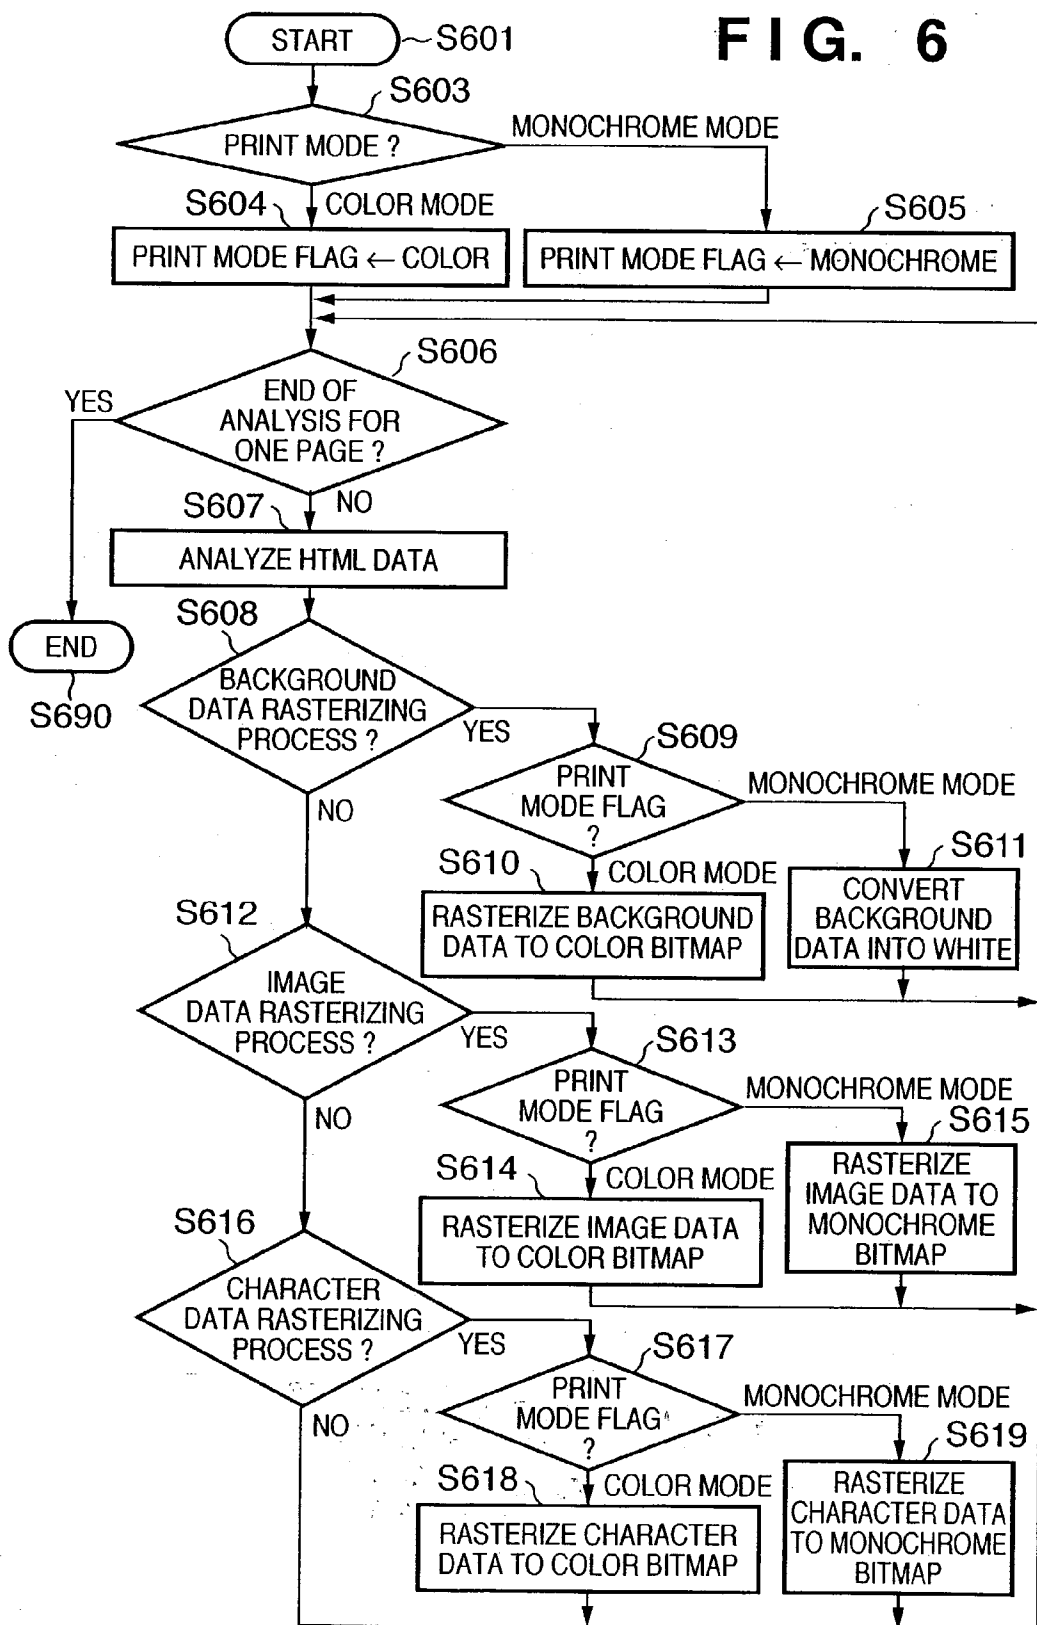 FIG. 6
START
S601
S603
PRINT MODE ?
MONOCHROME MODE
S604
COLOR MODE
S605
PRINT MODE FLAG ← COLOR
PRINT MODE FLAG ← MONOCHROME
S606
YES
END OF
ANALYSIS FOR
ONE PAGE ?
NO
S607
ANALYZE HTML DATA
S608
END
S690
BACKGROUND
DATA RASTERIZING
PROCESS ?
YES
NO
S609
PRINT
MODE FLAG
?
MONOCHROME MODE
S610
COLOR MODE
S611
RASTERIZE BACKGROUND
DATA TO COLOR BITMAP
CONVERT
BACKGROUND
DATA INTO WHITE
S612
IMAGE
DATA RASTERIZING
PROCESS ?
YES
NO
S613
PRINT
MODE FLAG
?
MONOCHROME MODE
S614
COLOR MODE
S615
RASTERIZE IMAGE DATA
TO COLOR BITMAP
RASTERIZE
IMAGE DATA TO
MONOCHROME
BITMAP
S616
CHARACTER
DATA RASTERIZING
PROCESS ?
YES
NO
S617
PRINT
MODE FLAG
?
MONOCHROME MODE
S618
COLOR MODE
S619
RASTERIZE CHARACTER
DATA TO COLOR BITMAP
RASTERIZE
CHARACTER DATA
TO MONOCHROME
BITMAP